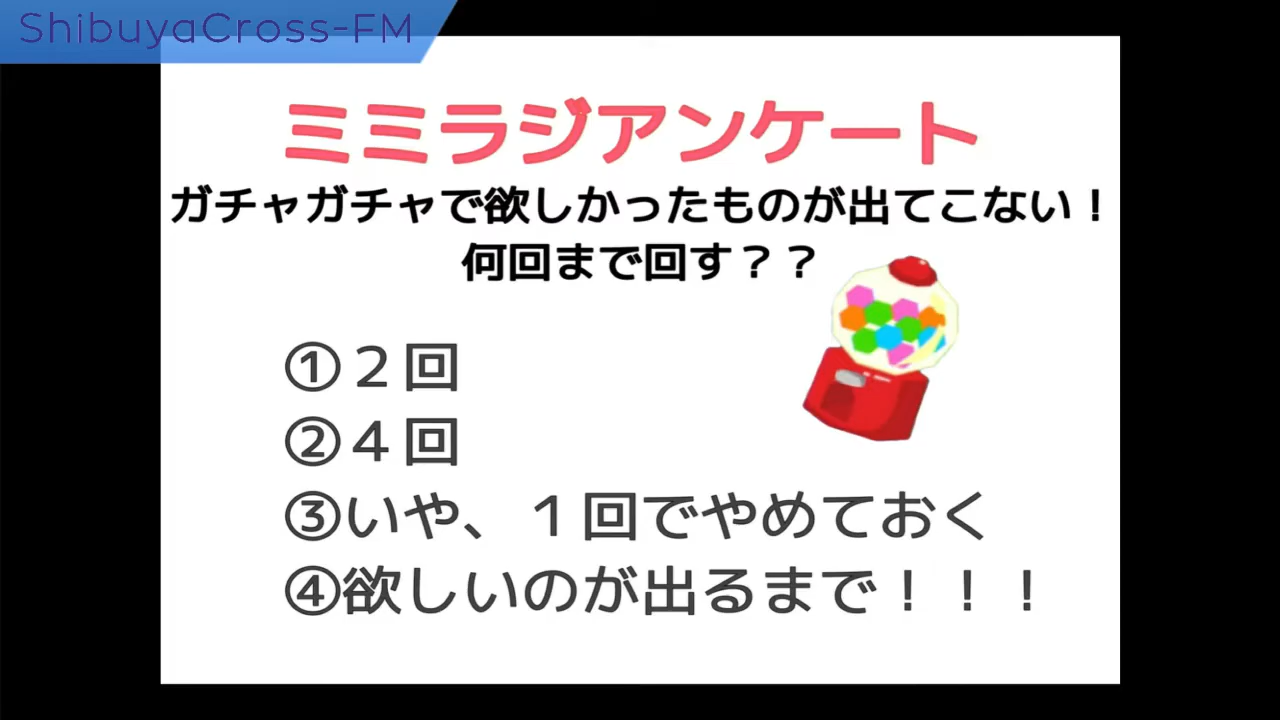 ShibuyaCross-FM
ミミラジアンケート
ガチャガチャで欲しかったものが出てこない！
何回まで回す？？
①２回
②４回
③いや、１回でやめておく
④欲しいのが出るまで！！！